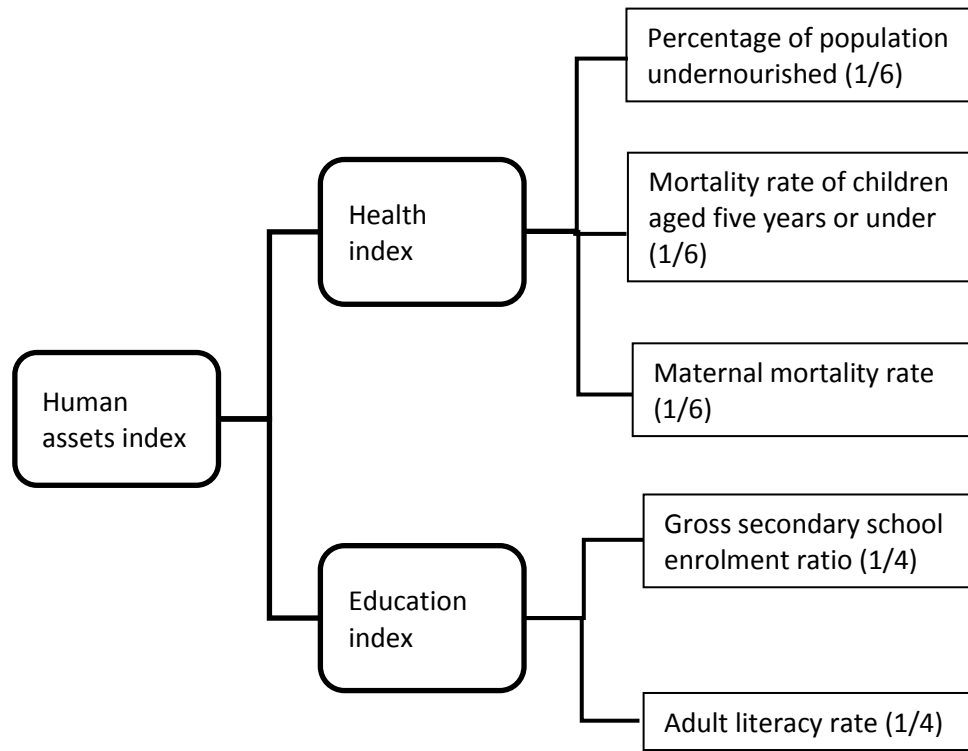 Percentage of population
undernourished (1/6)
Health
index
Mortality rate of children
aged five years or under
(1/6)
Maternal mortality rate
(1/6)
Human
assets index
Gross secondary school
enrolment ratio (1/4)
Education
index
Adult literacy rate (1/4)